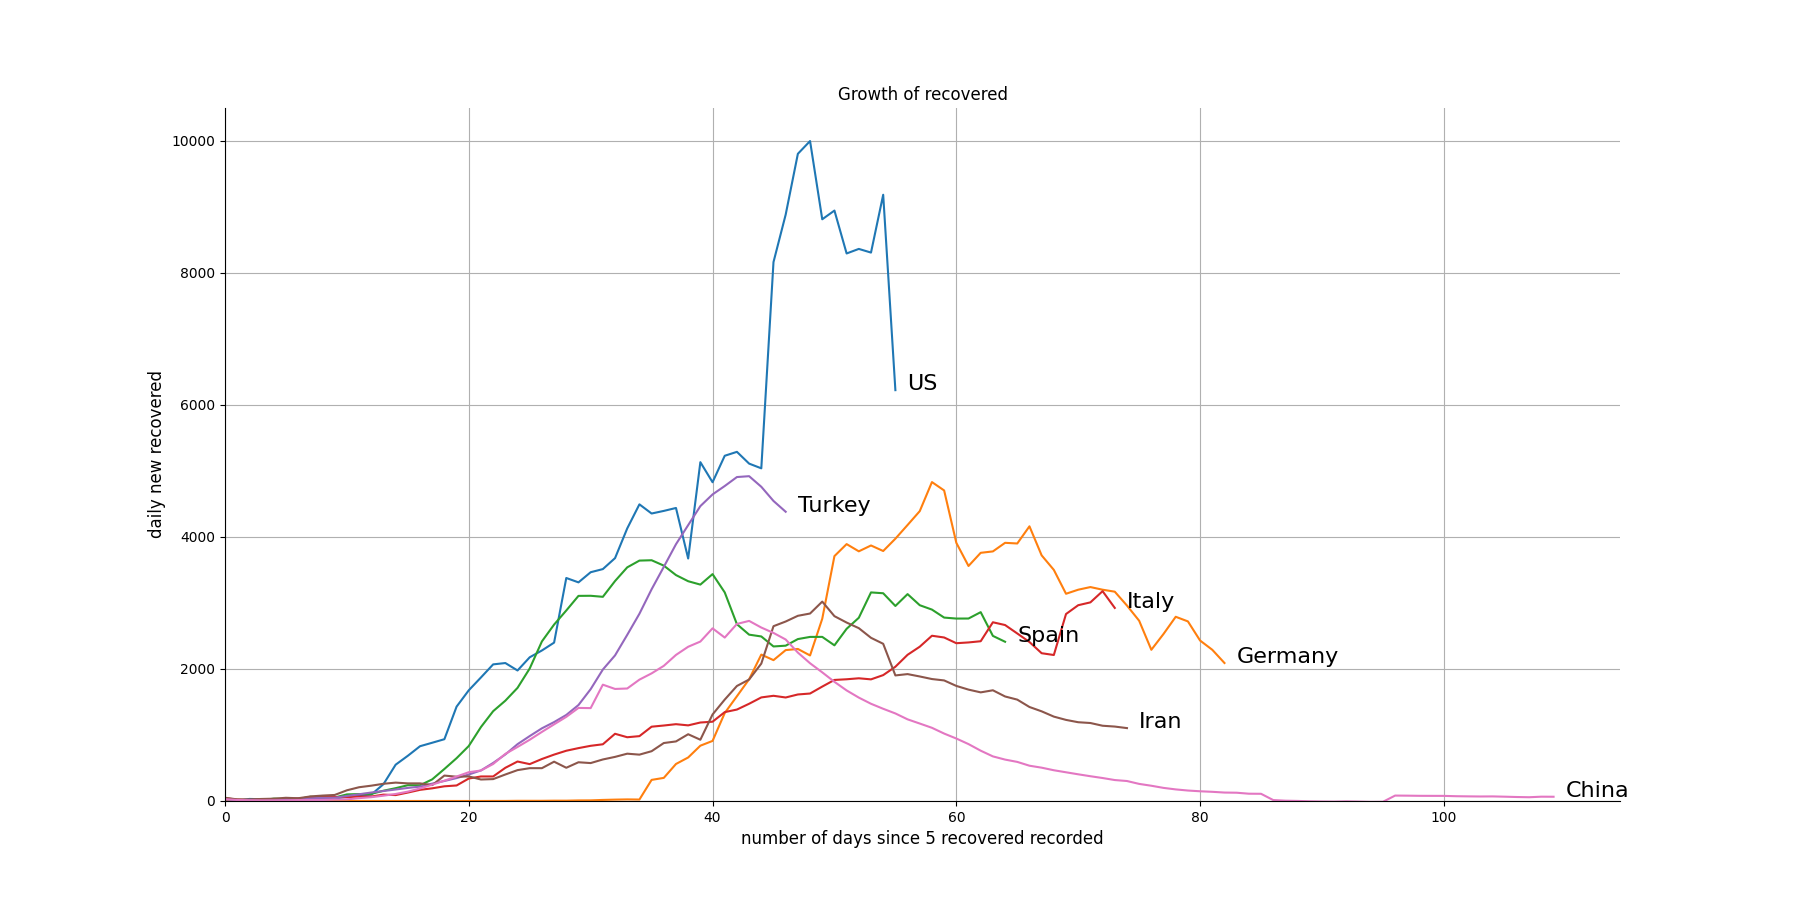 Growth of recovered
10000
8000
6000
4000
2000
0
daily new recovered
US
Turkey
Italy
Spain
Germany
Iran
China
0 20 40 60 80 100
number of days since 5 recovered recorded